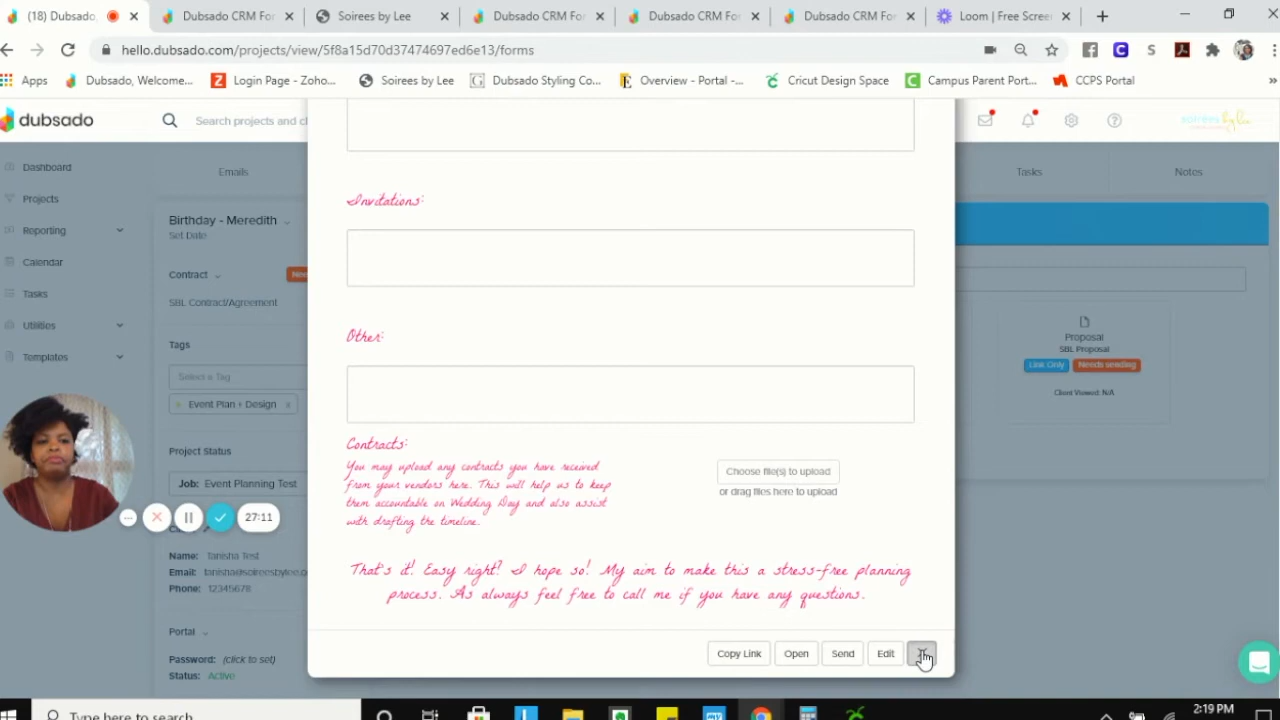 (18) Dubsado
Dubsado CRM For
Soirees by Lee
Dubsado CRM For
Dubsado CRM For
Dubsado CRM For
Loom | Free Scree
hello.dubsado.com/projects/view/5f8a15d70d37474697ed6e13/forms
Apps
Dubsado, Welcome...
Login Page - Zoho...
Soirees by Lee
Dubsado Styling Co...
Overview - Portal -...
Cricut Design Space
Campus Parent Port...
CCPS Portal
»
dubsado
Search projects and cl
soirées by lee
Dashboard
Projects
Reporting
Calendar
Tasks
Utilities
Templates
Emails
Tasks
Notes
Birthday - Meredith
Set Date
Contract
Nee
SBL Contract/Agreement
Tags
Select a Tag
Event Plan + Design
Project Status
Job: Event Planning Test
27:11
Name: Tanisha Test
Email: tanisha@soireesbylee.c
Phone: 12345678
Portal
Password: (click to set)
Status: Active
Invitations:
Other:
Contracts:
You may upload any contracts you have received
from your vendors here. This will help us to keep
them accountable on Wedding Day and also assist
with drafting the timeline.
Choose file(s) to upload
or drag files here to upload
That's it! Easy right? I hope so! My aim to make this a stress-free planning
process. As always feel free to call me if you have any questions.
Copy Link
Open
Send
Edit
Proposal
SBL Proposal
Link Only
Needs sending
Client Viewed: N/A
Type here to search
2:19 PM